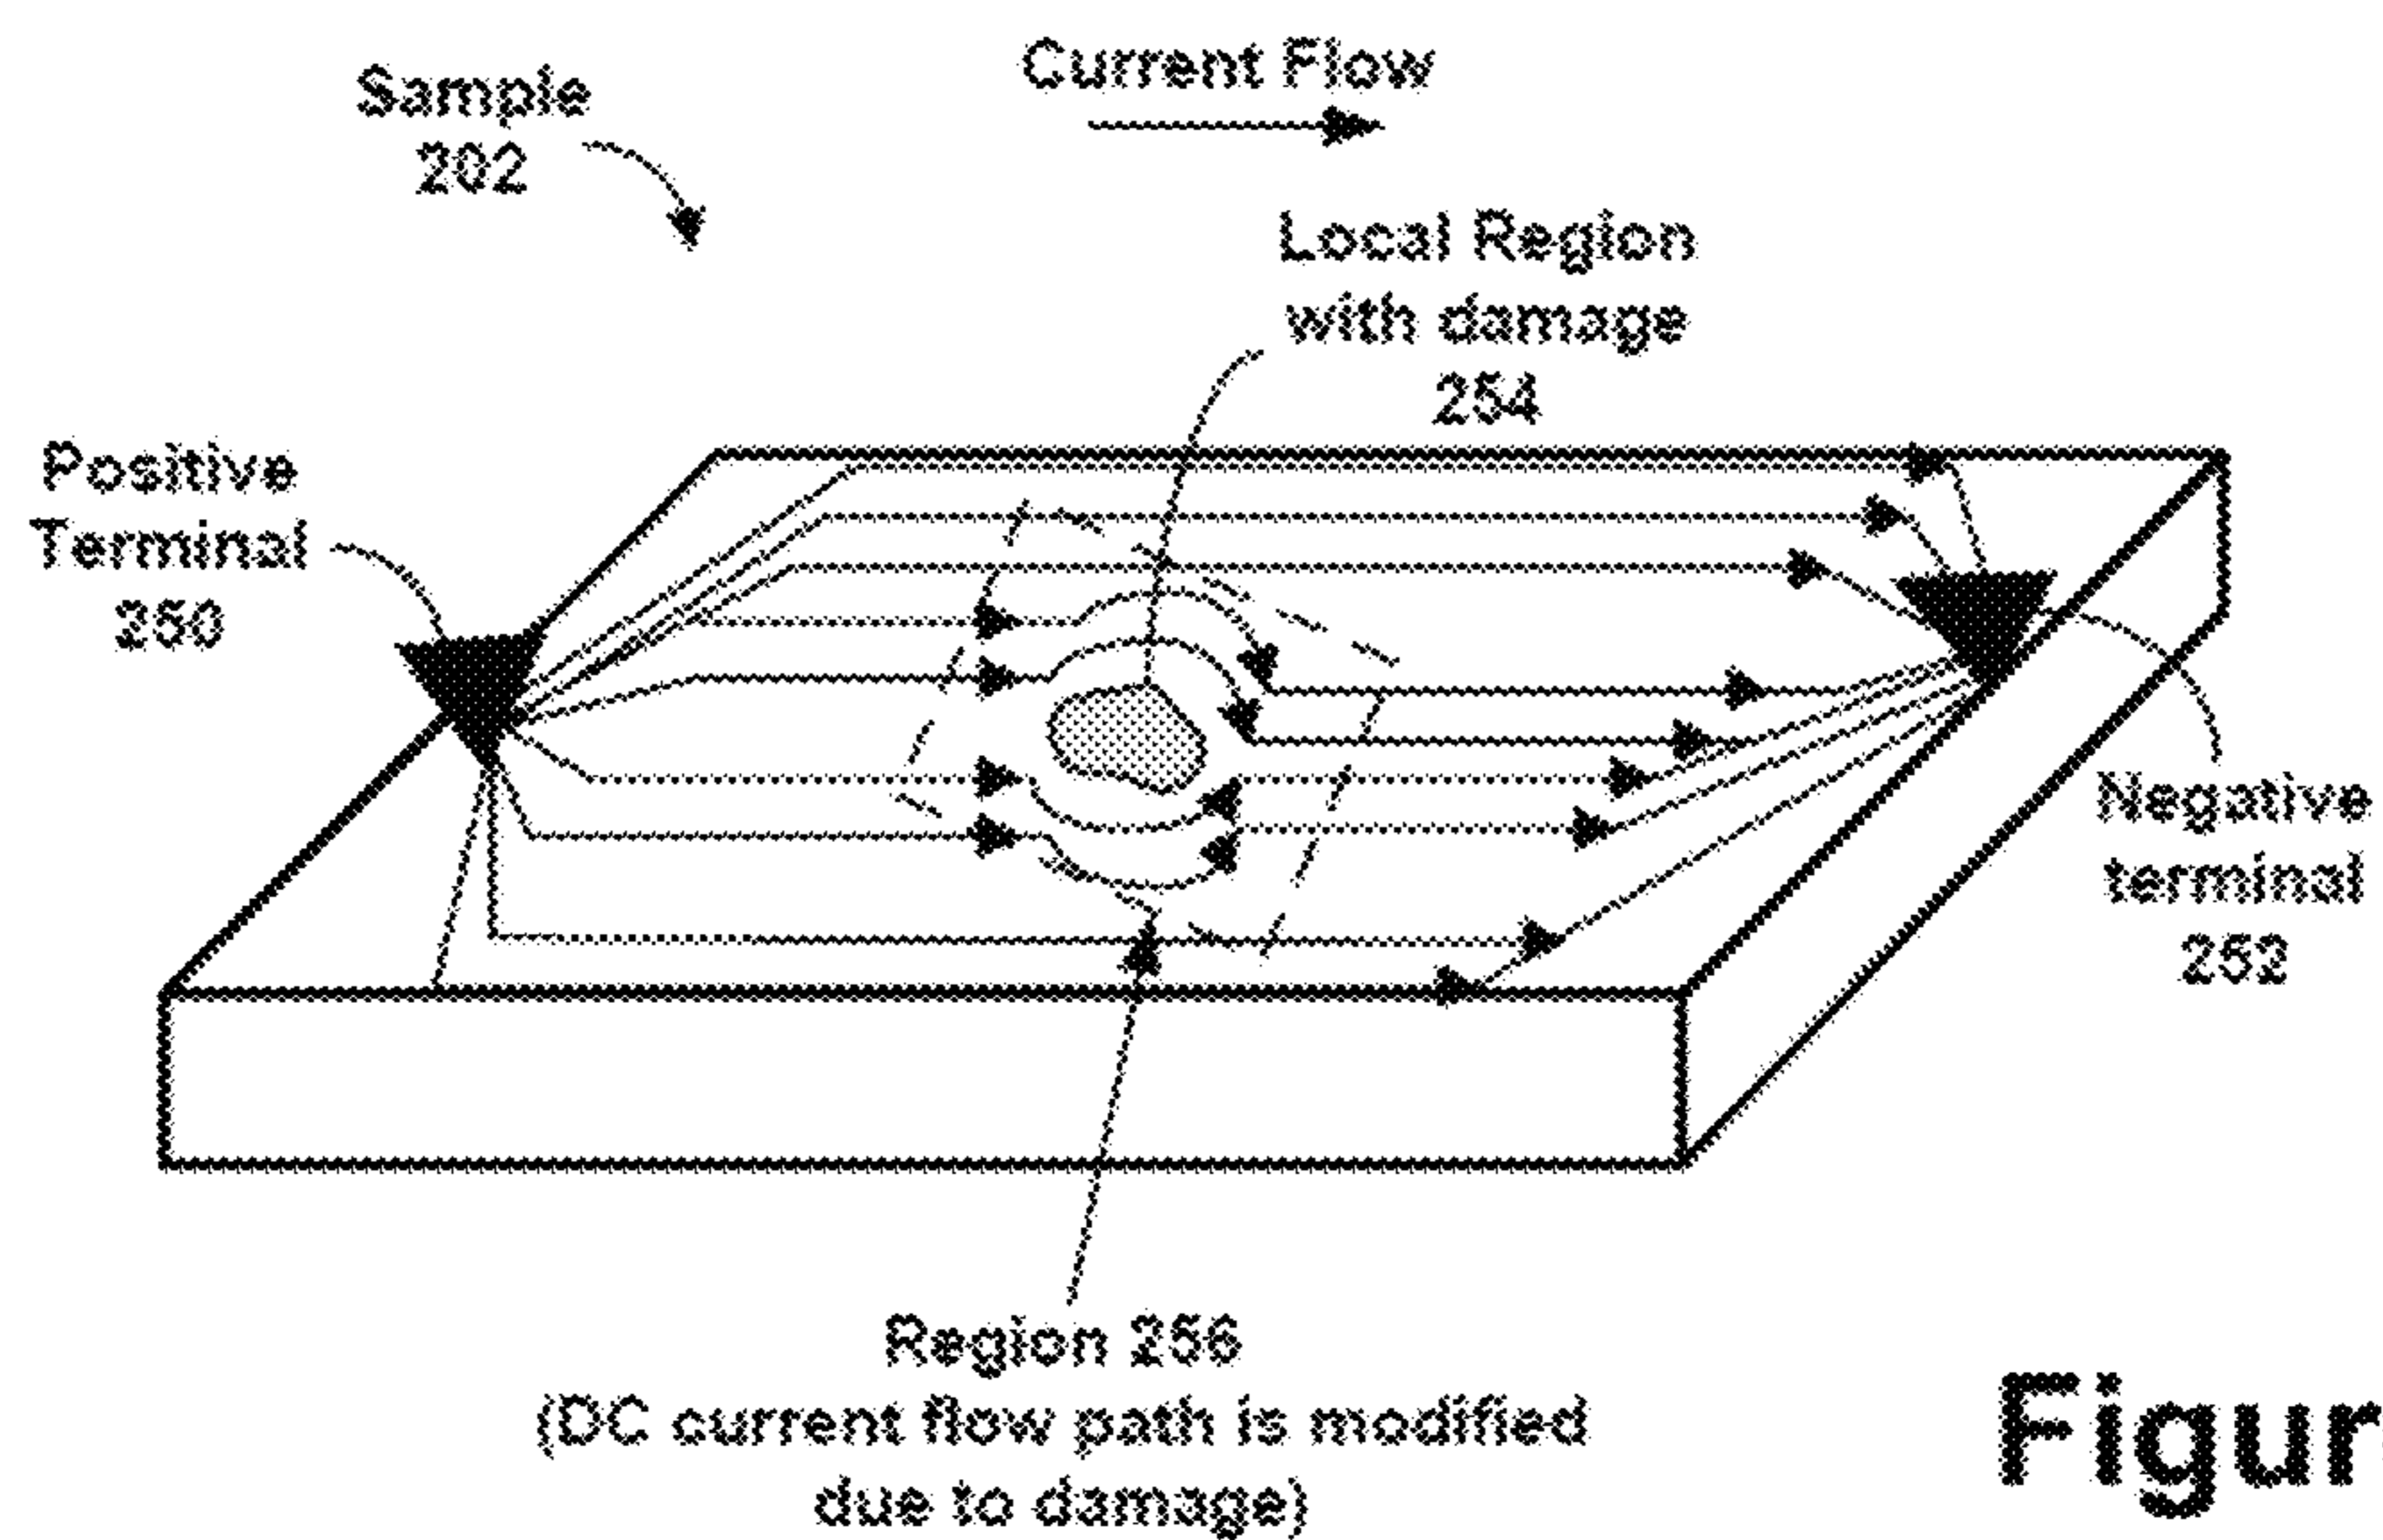 Sample
202
Current Flow
Local Region
with damage
254
Positive
Terminal
250
Negative
terminal
252
Region 256
(DC current flow path is modified
due to damage)
Figur